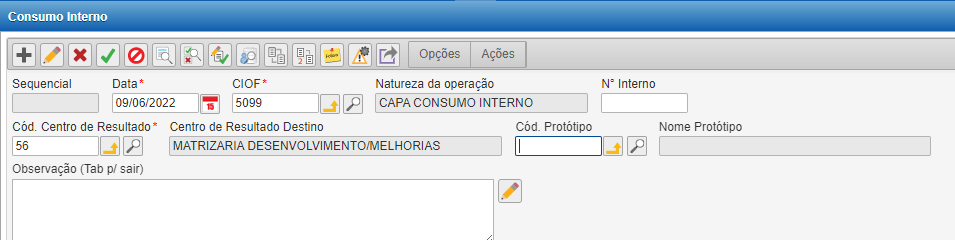 Consumo Interno
Opções Ações
Sequencial Data* CIOF* Natureza da operação N° Interno
09/06/2022 15 5099 CAPA CONSUMO INTERNO
Cód. Centro de Resultado* Centro de Resultado Destino Cód. Protótipo Nome Protótipo
56 MATRIZARIA DESENVOLVIMENTO/MELHORIAS
Observação (Tab p/ sair)